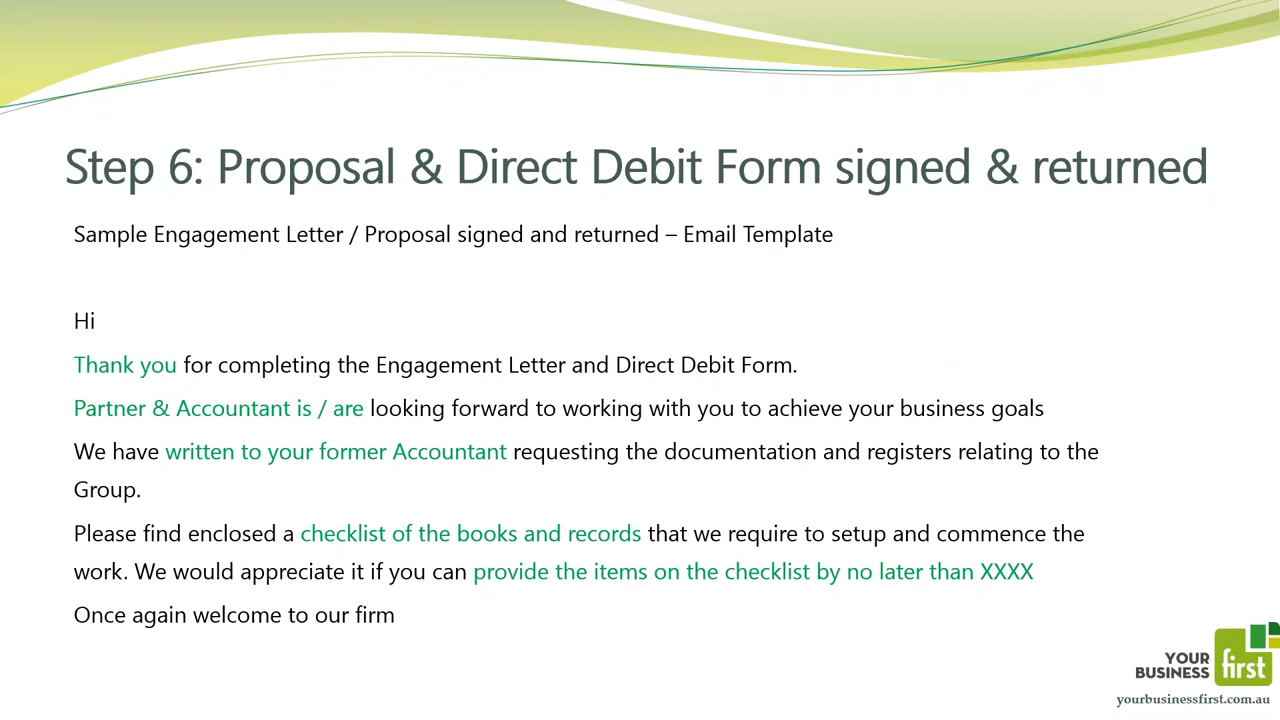 Step 6: Proposal & Direct Debit Form signed & returned
Sample Engagement Letter / Proposal signed and returned – Email Template
Hi
Thank you for completing the Engagement Letter and Direct Debit Form.
Partner & Accountant is / are looking forward to working with you to achieve your business goals
We have written to your former Accountant requesting the documentation and registers relating to the
Group.
Please find enclosed a checklist of the books and records that we require to setup and commence the
work. We would appreciate it if you can provide the items on the checklist by no later than XXXX
Once again welcome to our firm
YOUR
BUSINESS first
yourbusinessfirst.com.au